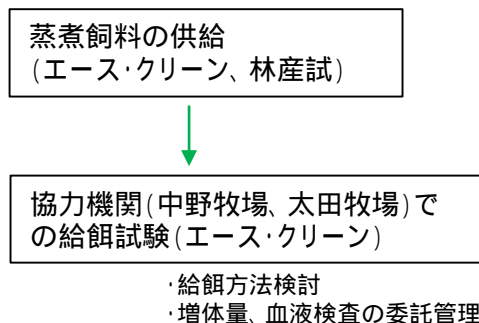 蒸煮飼料の供給
(エース・クリーン、林産試)
協力機関(中野牧場、太田牧場)で
の給餌試験(エース・クリーン)
・給餌方法検討
・増体量、血液検査の委託管理